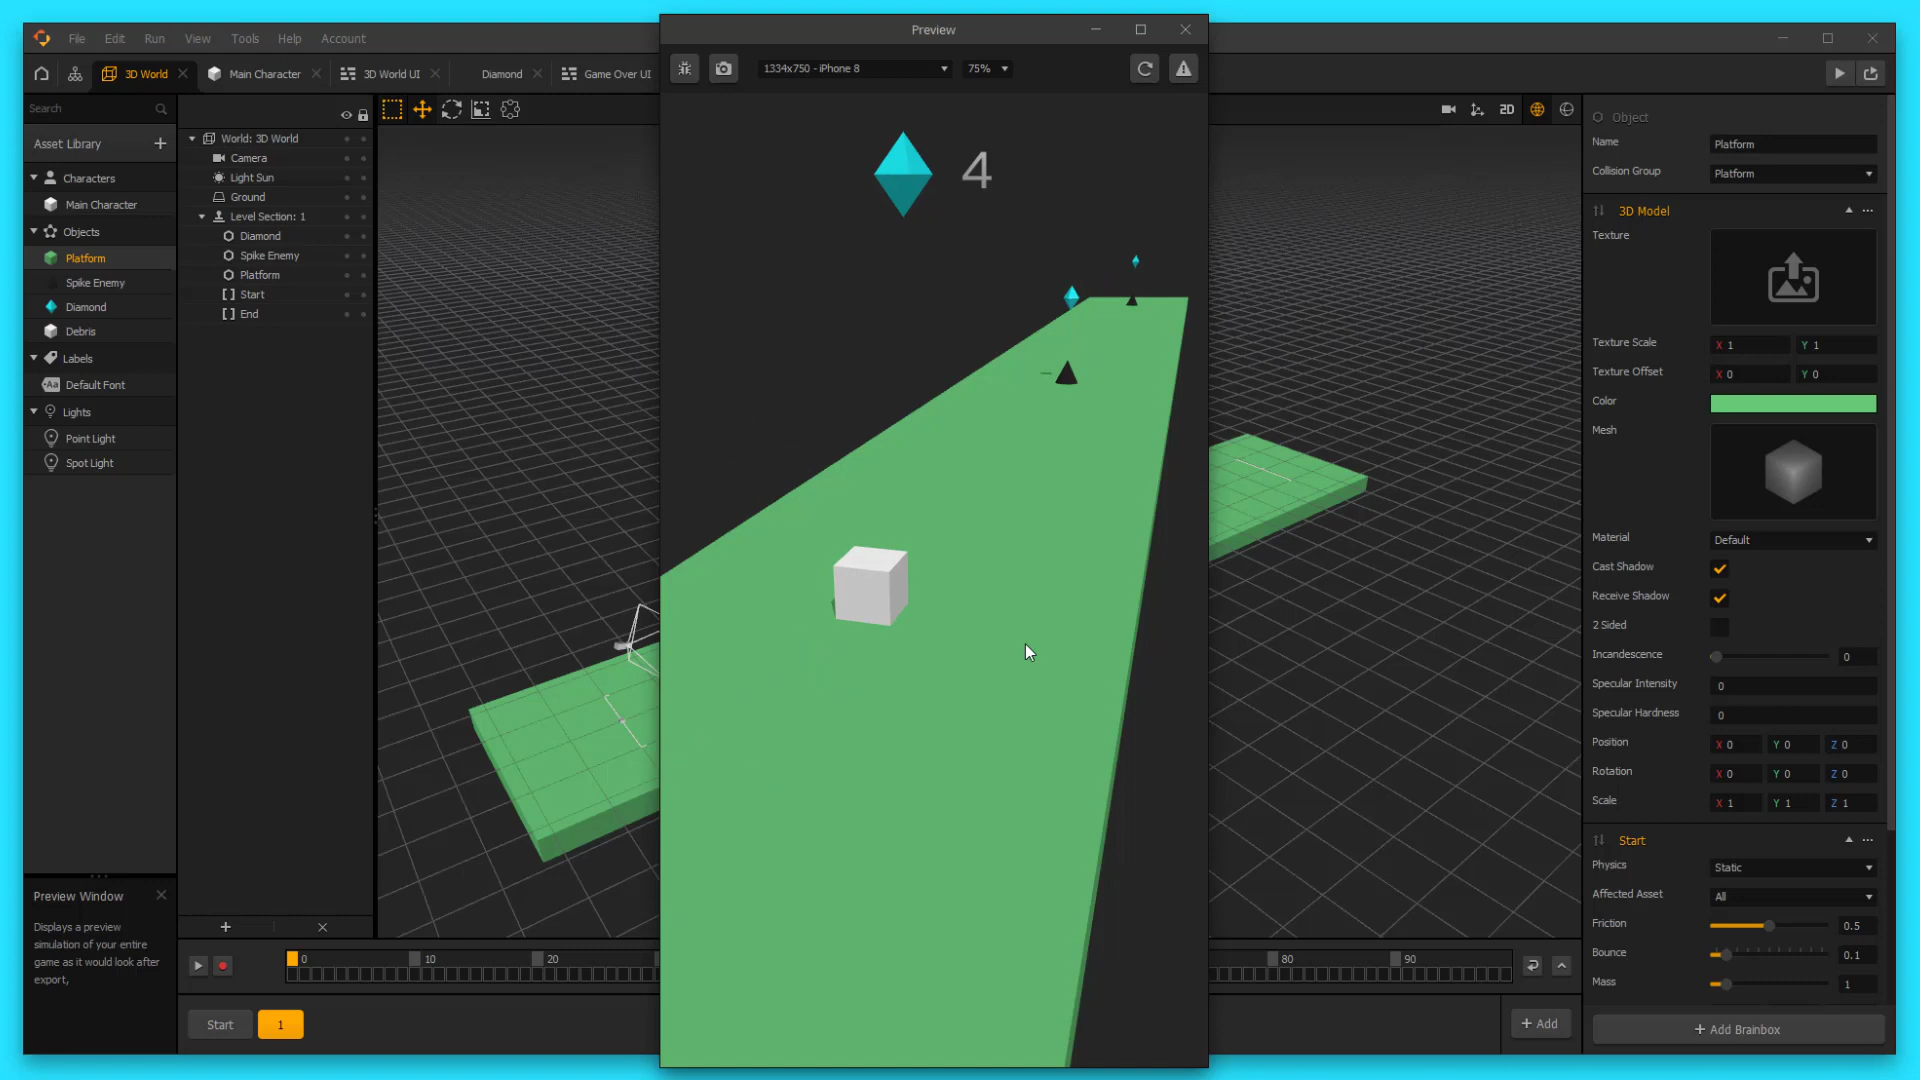 Preview
File Edit Run View Tools Help Account
3D World
Main Character
3D World UI
Diamond
Game Over UI
1334x750 - iPhone 8
75%
Search
Asset Library
Characters
Main Character
Objects
Platform
Spike Enemy
Diamond
Debris
Labels
Aa Default Font
Lights
Point Light
Spot Light
Preview Window
Displays a preview
simulation of your entire
game as it would look after
export,
World: 3D World
Camera
Light Sun
Ground
Level Section: 1
Diamond
Spike Enemy
Platform
Start
End
4
2D
0 10 20 80 90
Start 1
Add
Object
Name Platform
Collision Group Platform
3D Model
Texture
Texture Scale X 1 Y 1
Texture Offset X 0 Y 0
Color
Mesh
Material Default
Cast Shadow
Receive Shadow
2 Sided
Incandescence 0
Specular Intensity 0
Specular Hardness 0
Position X 0 Y 0 Z 0
Rotation X 0 Y 0 Z 0
Scale X 1 Y 1 Z 1
Start
Physics Static
Affected Asset All
Friction 0.5
Bounce 0.1
Mass 1
+ Add Brainbox